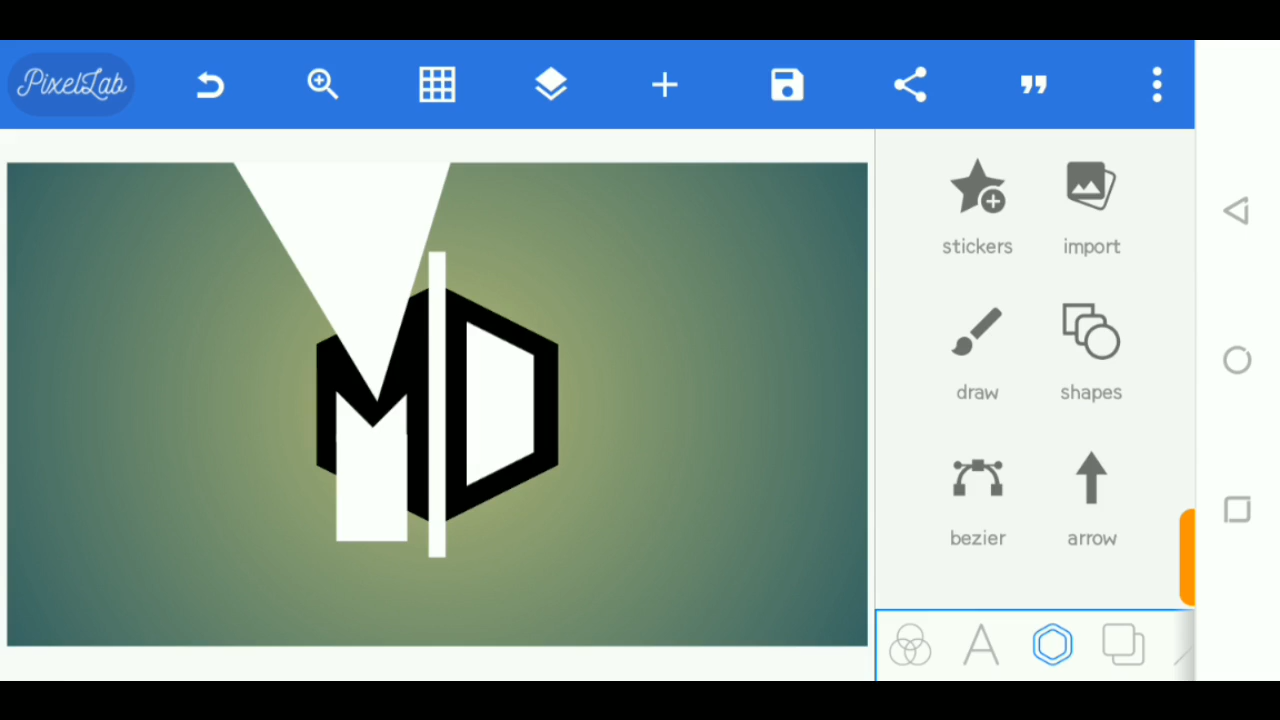 PixelLab
stickers
import
MD
draw
shapes
bezier
arrow